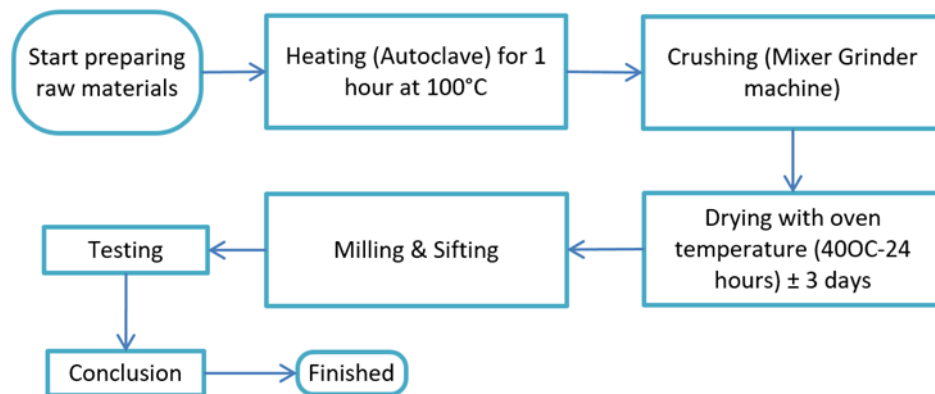 Start preparing
raw materials
Heating (Autoclave) for 1
hour at 100°C
Crushing (Mixer Grinder
machine)
Drying with oven
temperature (40OC-24
hours) ± 3 days
Milling & Sifting
Testing
Conclusion
Finished